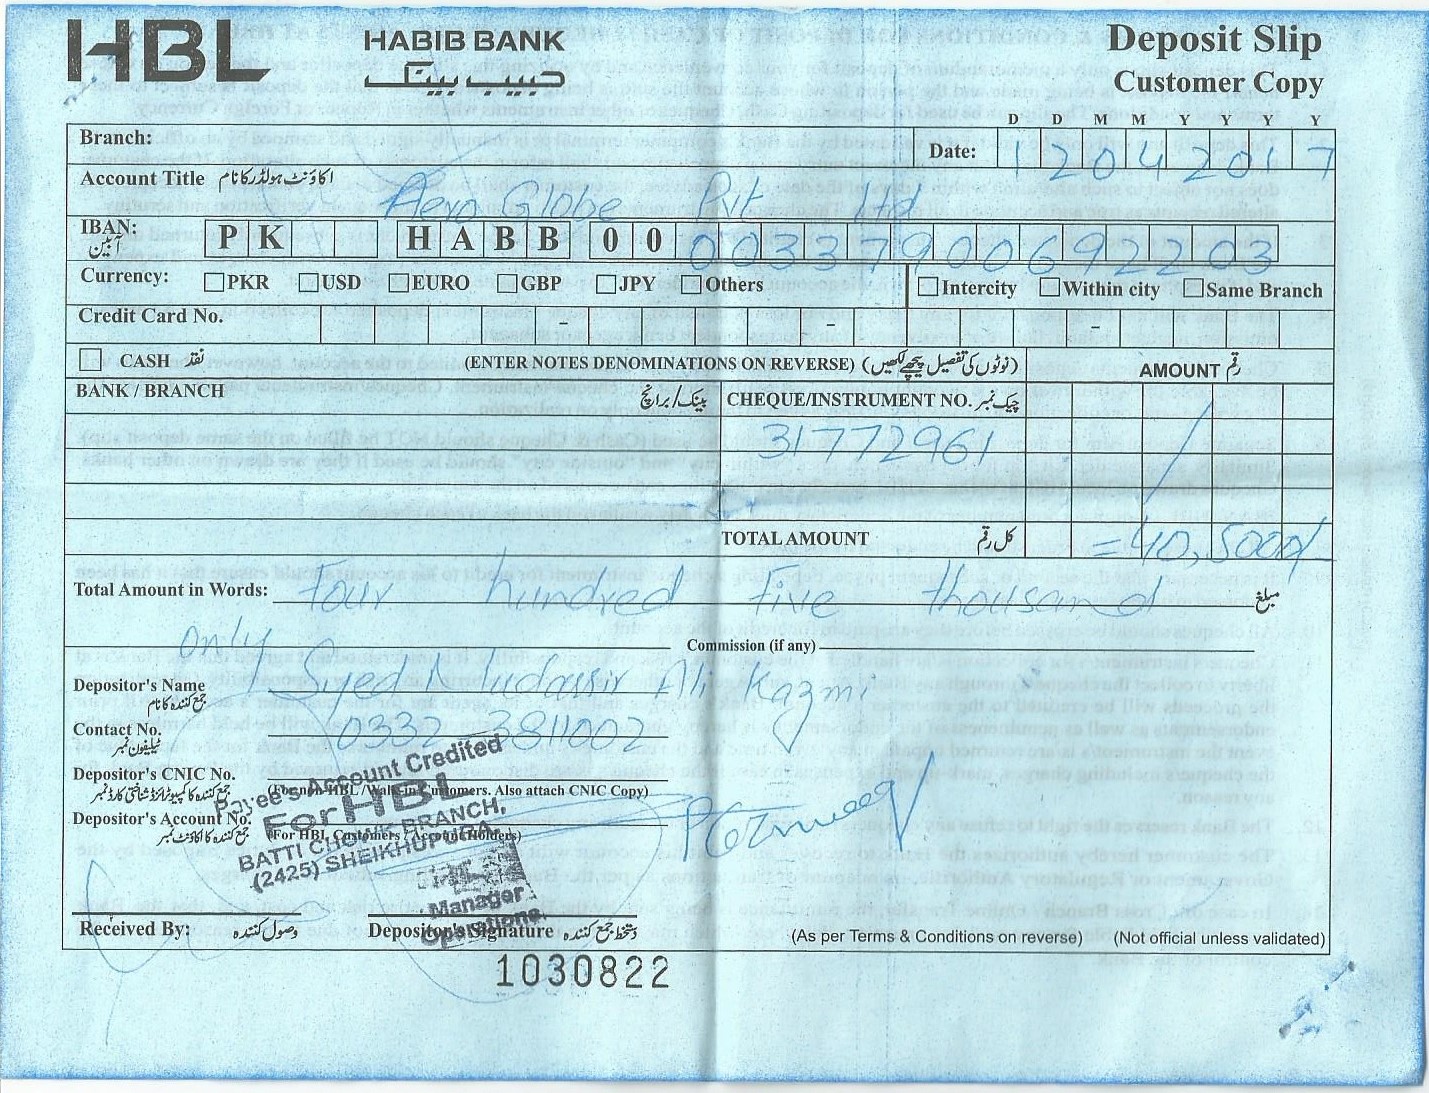 HBL HABIB BANK
حبیب بینک
Deposit Slip
Customer Copy
Branch:
D D M M Y Y Y Y
Date: 12042017
Account Title اکاؤنٹ ہولڈر کا نام Aero Globe Pvt Ltd
IBAN: PK HABB 00 00337900692203
آئبین
Currency: PKR USD EURO GBP JPY Others Intercity Within city Same Branch
Credit Card No. - - -
CASH نقد (ENTER NOTES DENOMINATIONS ON REVERSE) (نوٹوں کی تفصیل پیچھے لکھیں) AMOUNT رقم
BANK / BRANCH بینک/برانچ CHEQUE/INSTRUMENT NO. چیک نمبر
31772961
TOTAL AMOUNT کل رقم =40,5000/
Total Amount in Words: Four hundred Five thousand مبلغ
only Commission (if any)
Depositor's Name Syed Mudassir Ali Kazmi
جمع کنندہ کا نام
Contact No. 0332-3811002
ٹیلیفون نمبر
Depositor's CNIC No. (For non-HBL /Walk-in Customers. Also attach CNIC Copy)
جمع کنندہ کا کمپیوٹرائزڈ شناختی کارڈ نمبر
Depositor's Account No. (For HBL Customers / Account Holders)
جمع کنندہ کا اکاؤنٹ نمبر
Payee's Account Credited
For HBL
BATTI CHOWK BRANCH,
(2425) SHEIKHUPURA.
Manager
Operations
Received By: وصول کنندہ Depositor's Signature دستخط جمع کنندہ (As per Terms & Conditions on reverse) (Not official unless validated)
1030822